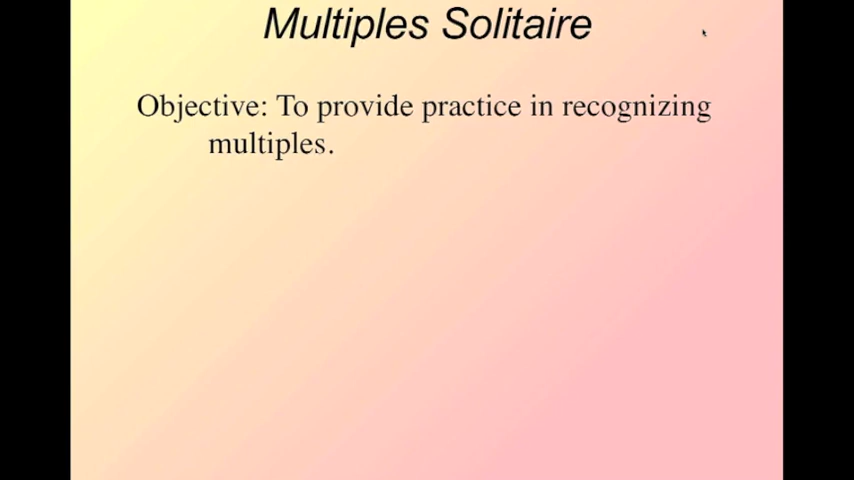 Multiples Solitaire
Objective: To provide practice in recognizing
multiples.